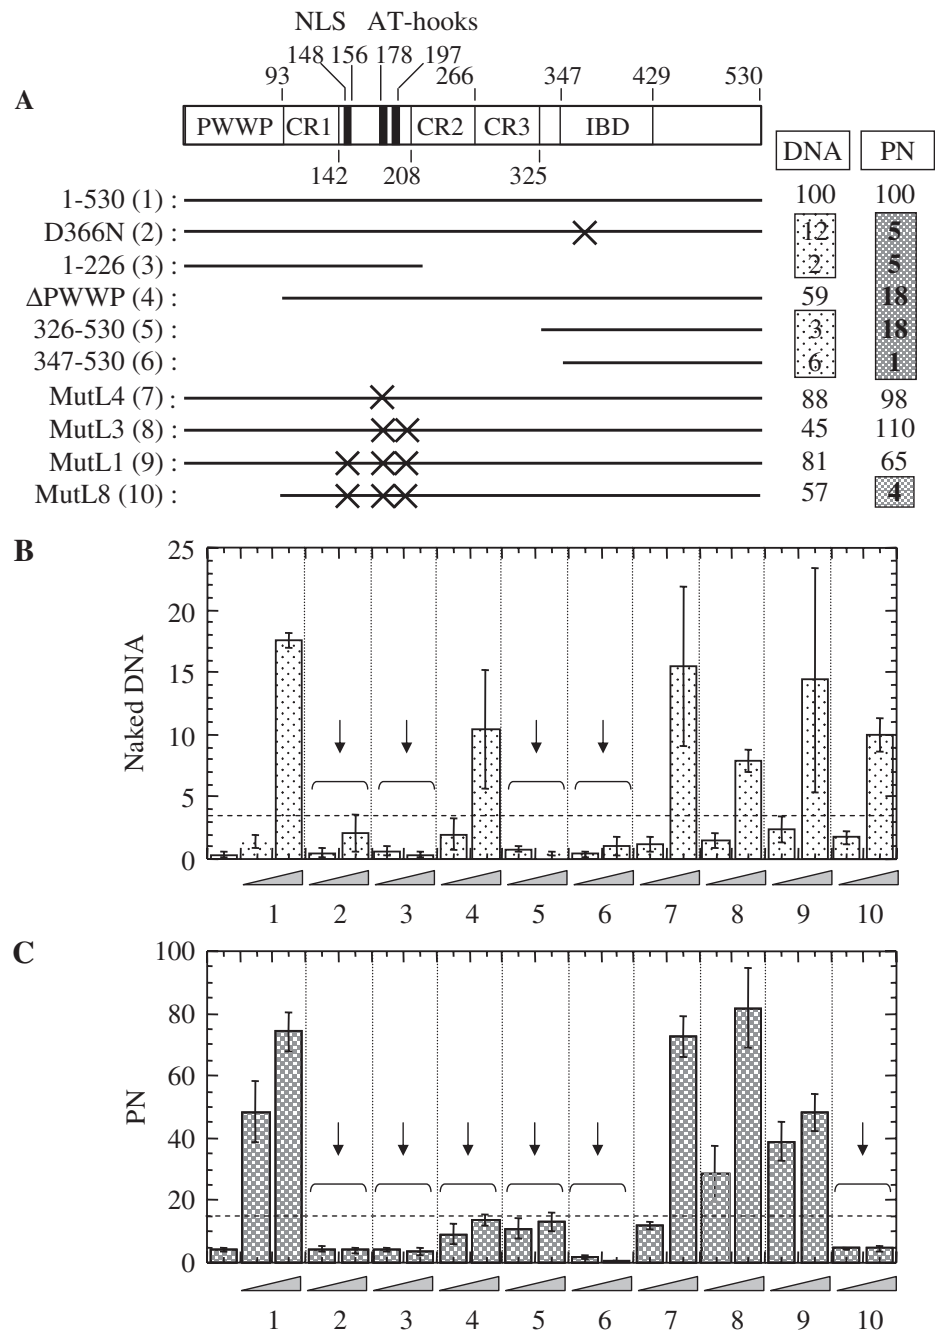 NLS AT-hooks
148 156 178 197
93 266 347 429 530
A
PWWP CR1 CR2 CR3 IBD
DNA PN
142 208 325
1-530 (1) : 100 100
D366N (2) : 12 5
1-226 (3) : 2 5
ΔPWWP (4) : 59 18
326-530 (5) : 3 18
347-530 (6) : 6 1
MutL4 (7) : 88 98
MutL3 (8) : 45 110
MutL1 (9) : 81 65
MutL8 (10) : 57 4
B
25
20
15
10
5
0
Naked DNA
1 2 3 4 5 6 7 8 9 10
C
100
80
60
40
20
0
PN
1 2 3 4 5 6 7 8 9 10